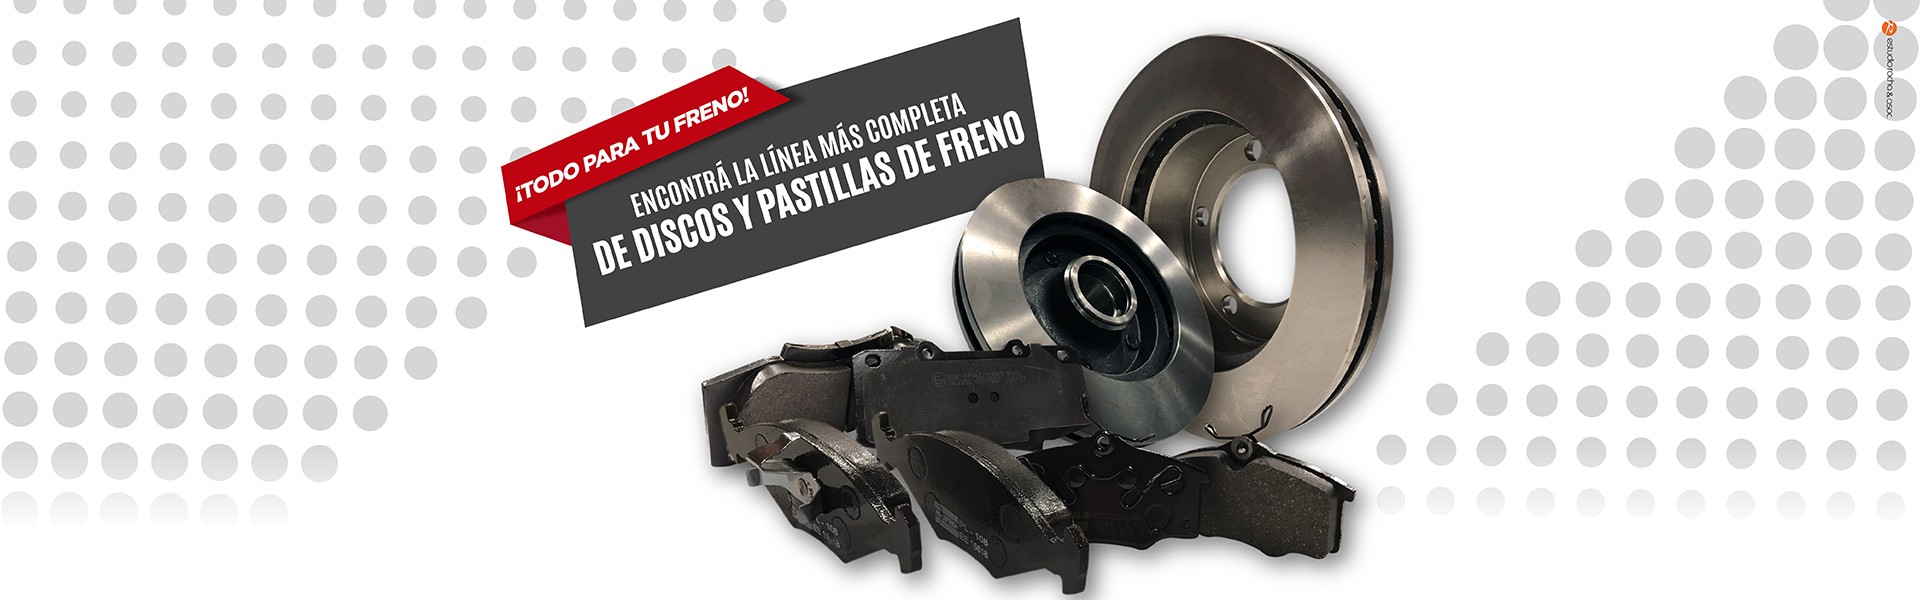 ¡TODO PARA TU FRENO!
ENCONTRÁ LA LÍNEA MÁS COMPLETA
DE DISCOS Y PASTILLAS DE FRENO
estudiorocha & asoc.